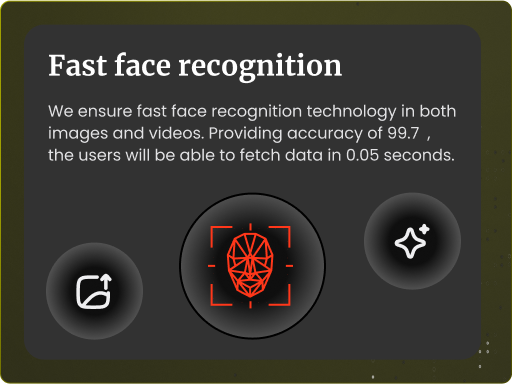 Fast face recognition
We ensure fast face recognition technology in both
images and videos. Providing accuracy of 99.7 ,
the users will be able to fetch data in 0.05 seconds.